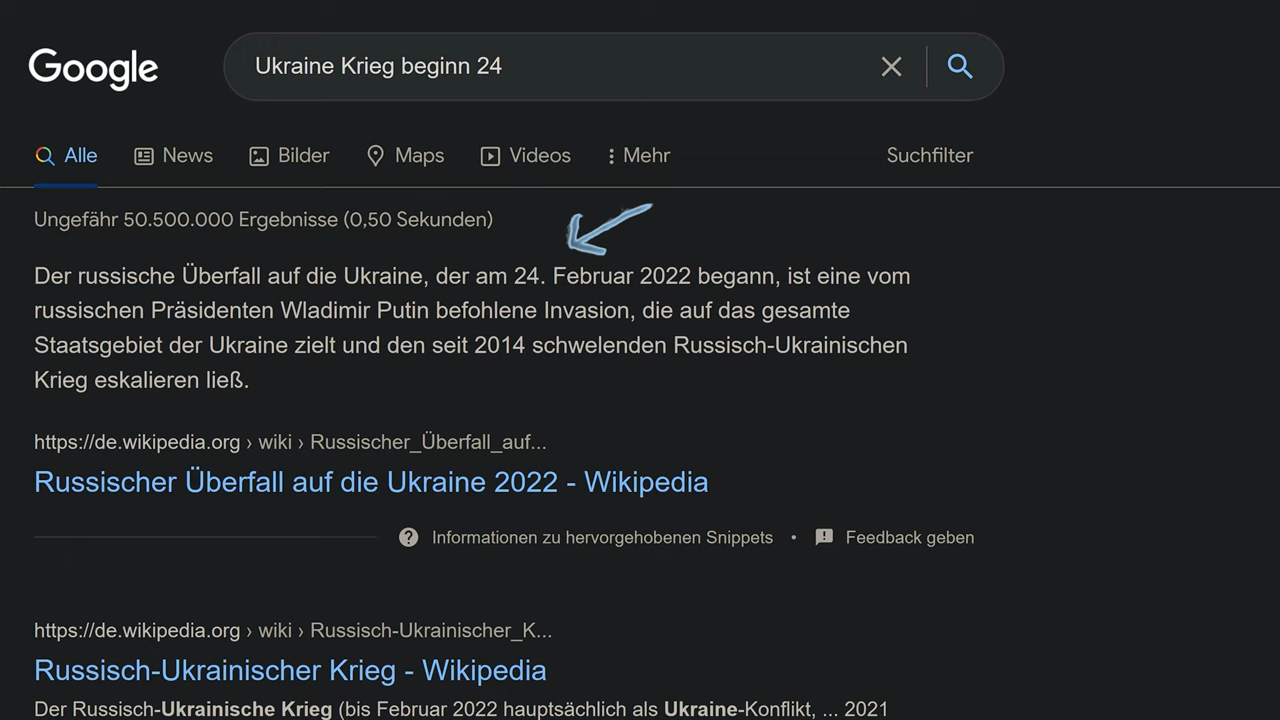 Google
Ukraine Krieg beginn 24
Alle News Bilder Maps Videos Mehr Suchfilter
Ungefähr 50.500.000 Ergebnisse (0,50 Sekunden)
Der russische Überfall auf die Ukraine, der am 24. Februar 2022 begann, ist eine vom
russischen Präsidenten Wladimir Putin befohlene Invasion, die auf das gesamte
Staatsgebiet der Ukraine zielt und den seit 2014 schwelenden Russisch-Ukrainischen
Krieg eskalieren ließ.
https://de.wikipedia.org › wiki › Russischer_Überfall_auf...
Russischer Überfall auf die Ukraine 2022 - Wikipedia
Informationen zu hervorgehobenen Snippets • Feedback geben
https://de.wikipedia.org › wiki › Russisch-Ukrainischer_K...
Russisch-Ukrainischer Krieg - Wikipedia
Der Russisch-Ukrainische Krieg (bis Februar 2022 hauptsächlich als Ukraine-Konflikt, ... 2021